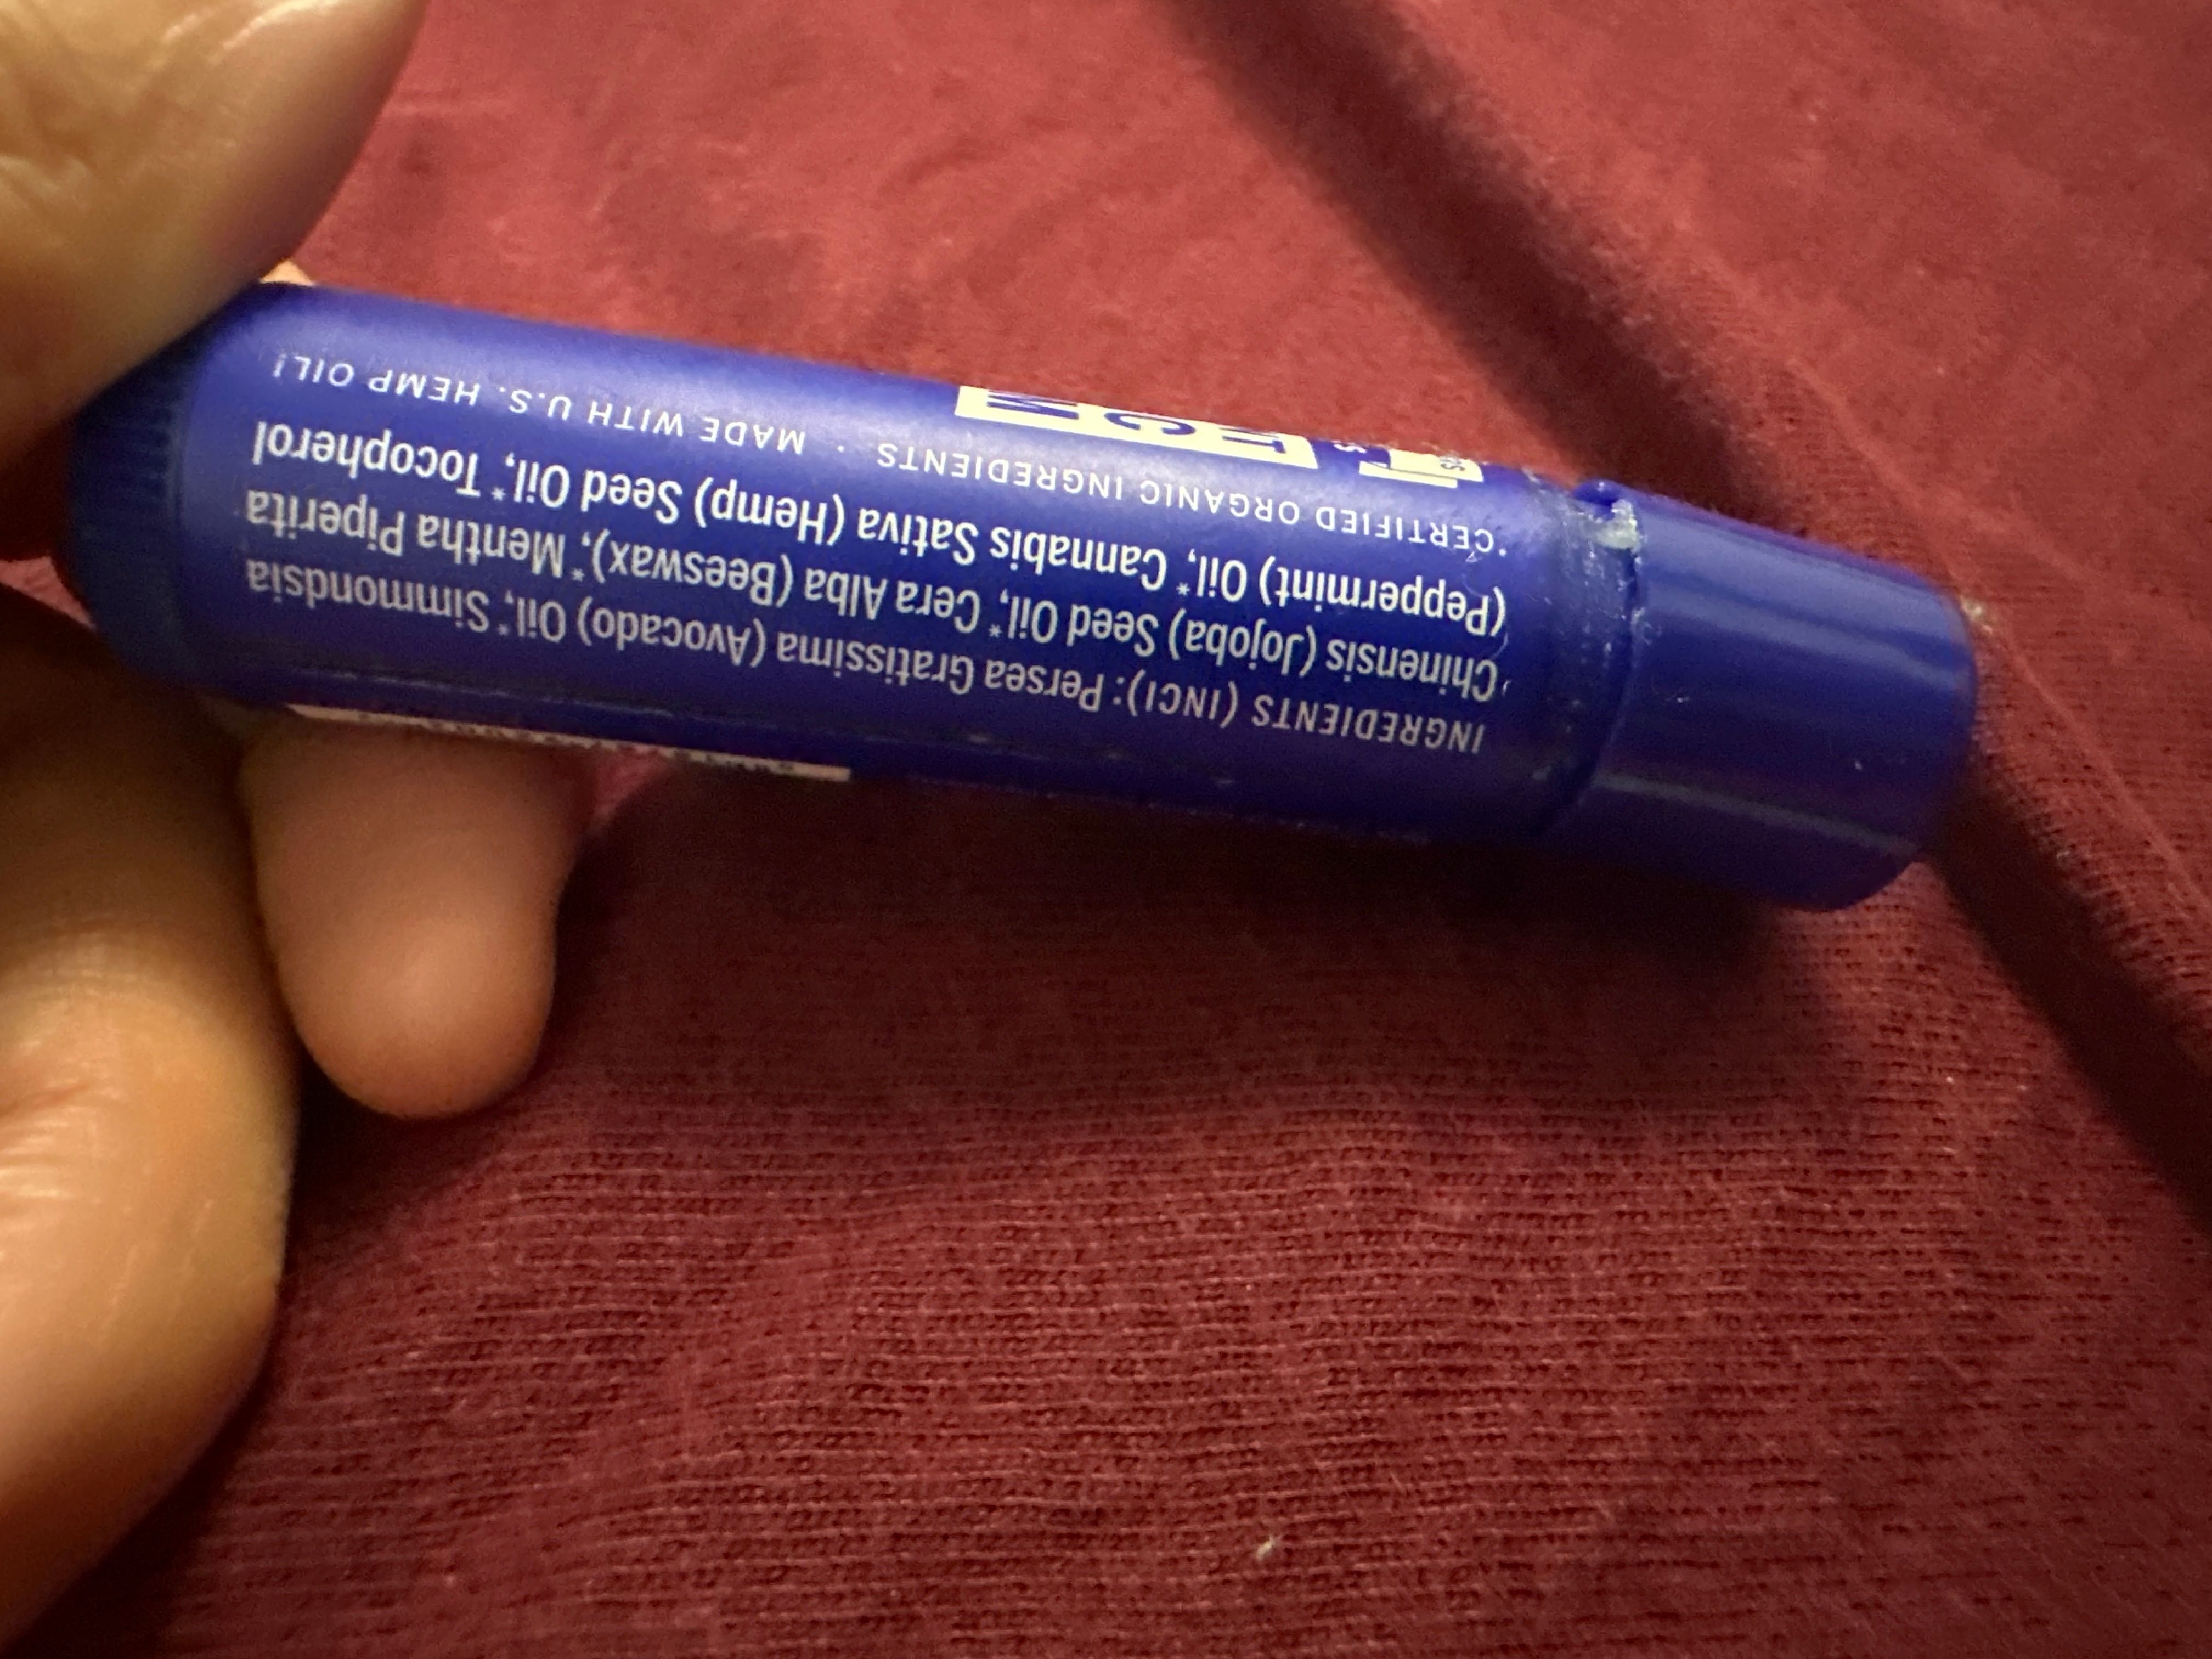 INGREDIENTS (INCI): Persea Gratissima (Avocado) Oil,* Simmondsia
Chinensis (Jojoba) Seed Oil,* Cera Alba (Beeswax),* Mentha Piperita
(Peppermint) Oil,* Cannabis Sativa (Hemp) Seed Oil,* Tocopherol
*CERTIFIED ORGANIC INGREDIENTS · MADE WITH U.S. HEMP OIL!